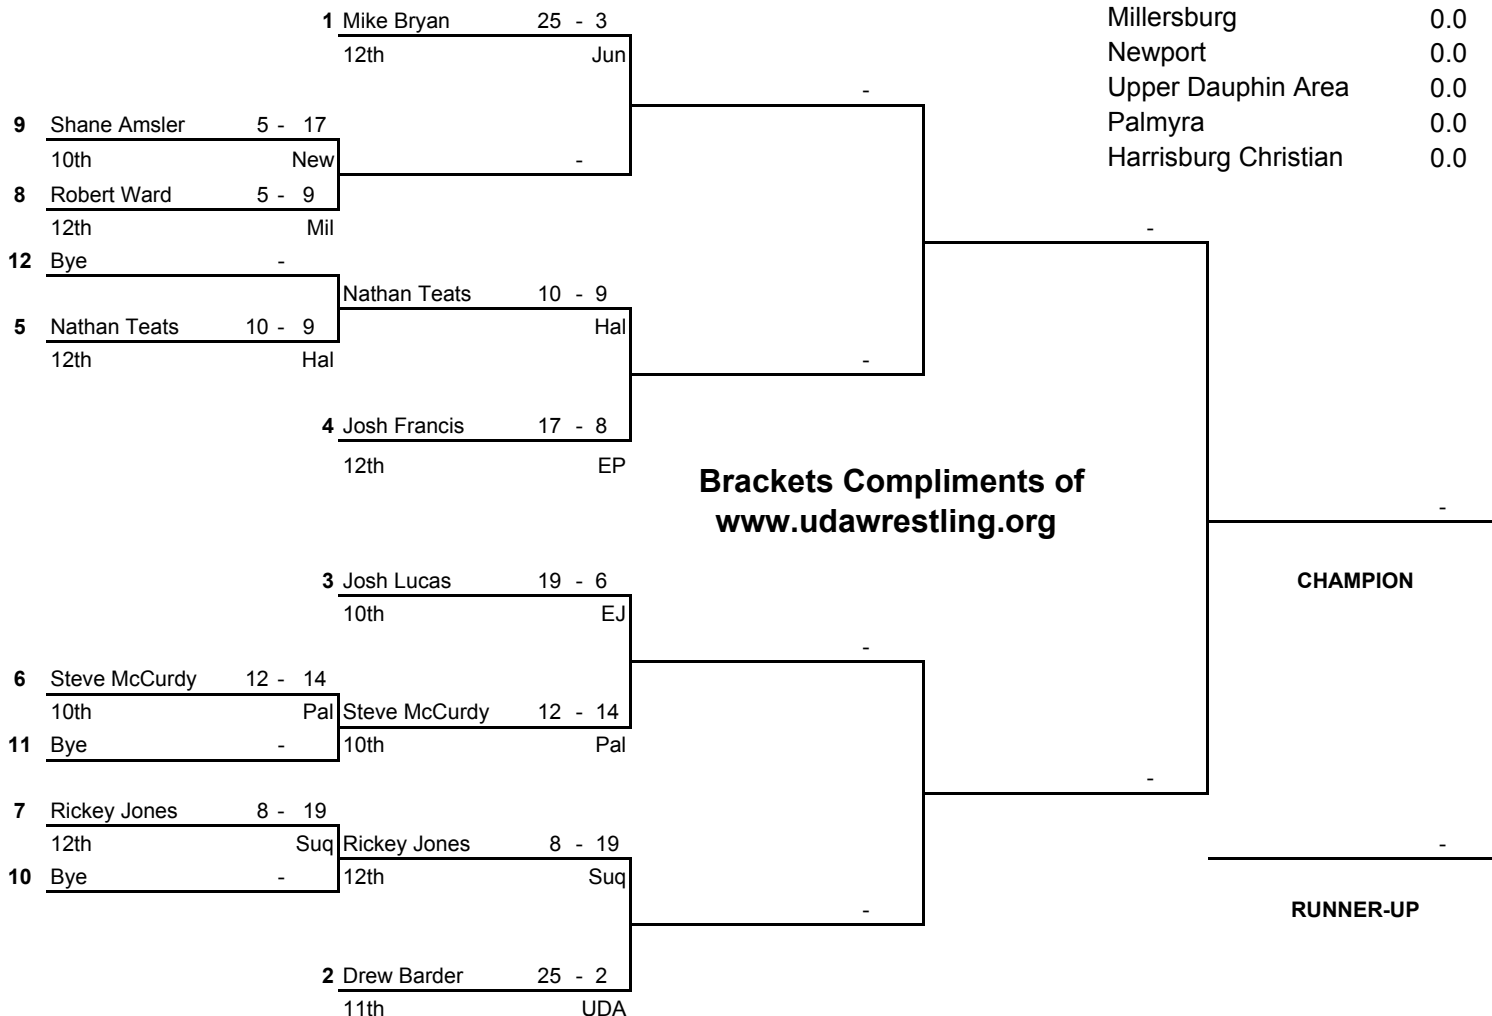 1 Mike Bryan 25 - 3
12th Jun
Millersburg 0.0
Newport 0.0
Upper Dauphin Area 0.0
Palmyra 0.0
Harrisburg Christian 0.0
-
9 Shane Amsler 5 - 17
10th New
-
8 Robert Ward 5 - 9
12th Mil
-
12 Bye -
Nathan Teats 10 - 9
Hal
5 Nathan Teats 10 - 9
12th Hal
-
4 Josh Francis 17 - 8
12th EP
Brackets Compliments of
www.udawrestling.org
-
CHAMPION
3 Josh Lucas 19 - 6
10th EJ
-
6 Steve McCurdy 12 - 14
10th Pal
Steve McCurdy 12 - 14
10th Pal
11 Bye -
-
7 Rickey Jones 8 - 19
12th Suq
Rickey Jones 8 - 19
12th Suq
10 Bye -
-
RUNNER-UP
-
2 Drew Barder 25 - 2
11th UDA